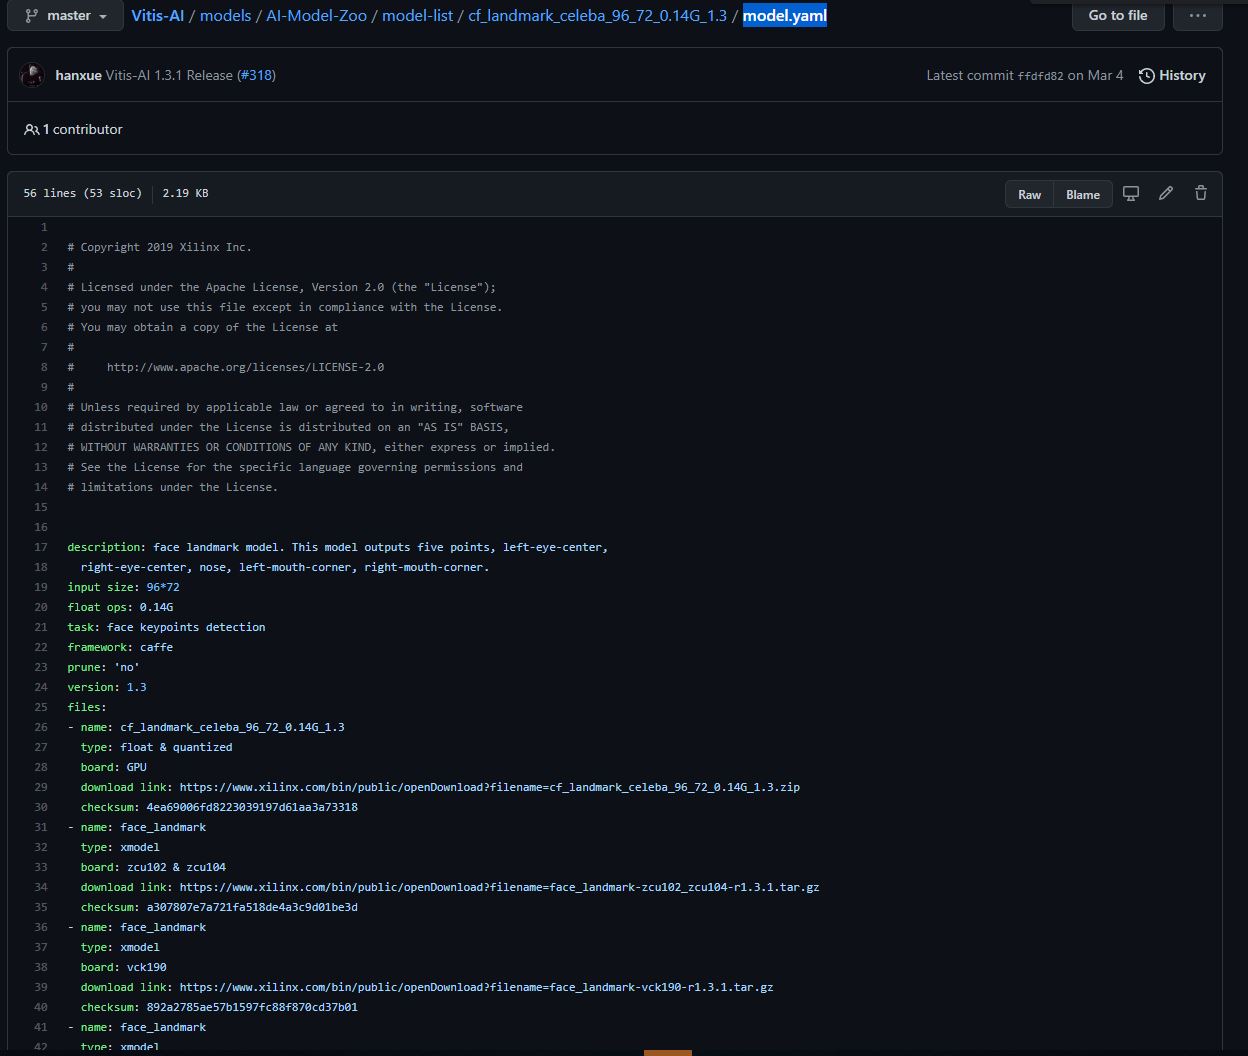 master Vitis-AI / models / AI-Model-Zoo / model-list / cf_landmark_celeba_96_72_0.14G_1.3 / model.yaml Go to file ...
hanxue Vitis-AI 1.3.1 Release (#318) Latest commit ffdfd82 on Mar 4 History
1 contributor
56 lines (53 sloc) 2.19 KB Raw Blame
1
2 # Copyright 2019 Xilinx Inc.
3 #
4 # Licensed under the Apache License, Version 2.0 (the "License");
5 # you may not use this file except in compliance with the License.
6 # You may obtain a copy of the License at
7 #
8 #     http://www.apache.org/licenses/LICENSE-2.0
9 #
10 # Unless required by applicable law or agreed to in writing, software
11 # distributed under the License is distributed on an "AS IS" BASIS,
12 # WITHOUT WARRANTIES OR CONDITIONS OF ANY KIND, either express or implied.
13 # See the License for the specific language governing permissions and
14 # limitations under the License.
15
16
17 description: face landmark model. This model outputs five points, left-eye-center,
18   right-eye-center, nose, left-mouth-corner, right-mouth-corner.
19 input size: 96*72
20 float ops: 0.14G
21 task: face keypoints detection
22 framework: caffe
23 prune: 'no'
24 version: 1.3
25 files:
26 - name: cf_landmark_celeba_96_72_0.14G_1.3
27   type: float & quantized
28   board: GPU
29   download link: https://www.xilinx.com/bin/public/openDownload?filename=cf_landmark_celeba_96_72_0.14G_1.3.zip
30   checksum: 4ea69006fd8223039197d61aa3a73318
31 - name: face_landmark
32   type: xmodel
33   board: zcu102 & zcu104
34   download link: https://www.xilinx.com/bin/public/openDownload?filename=face_landmark-zcu102_zcu104-r1.3.1.tar.gz
35   checksum: a307807e7a721fa518de4a3c9d01be3d
36 - name: face_landmark
37   type: xmodel
38   board: vck190
39   download link: https://www.xilinx.com/bin/public/openDownload?filename=face_landmark-vck190-r1.3.1.tar.gz
40   checksum: 892a2785ae57b1597fc88f870cd37b01
41 - name: face_landmark
42   type: xmodel